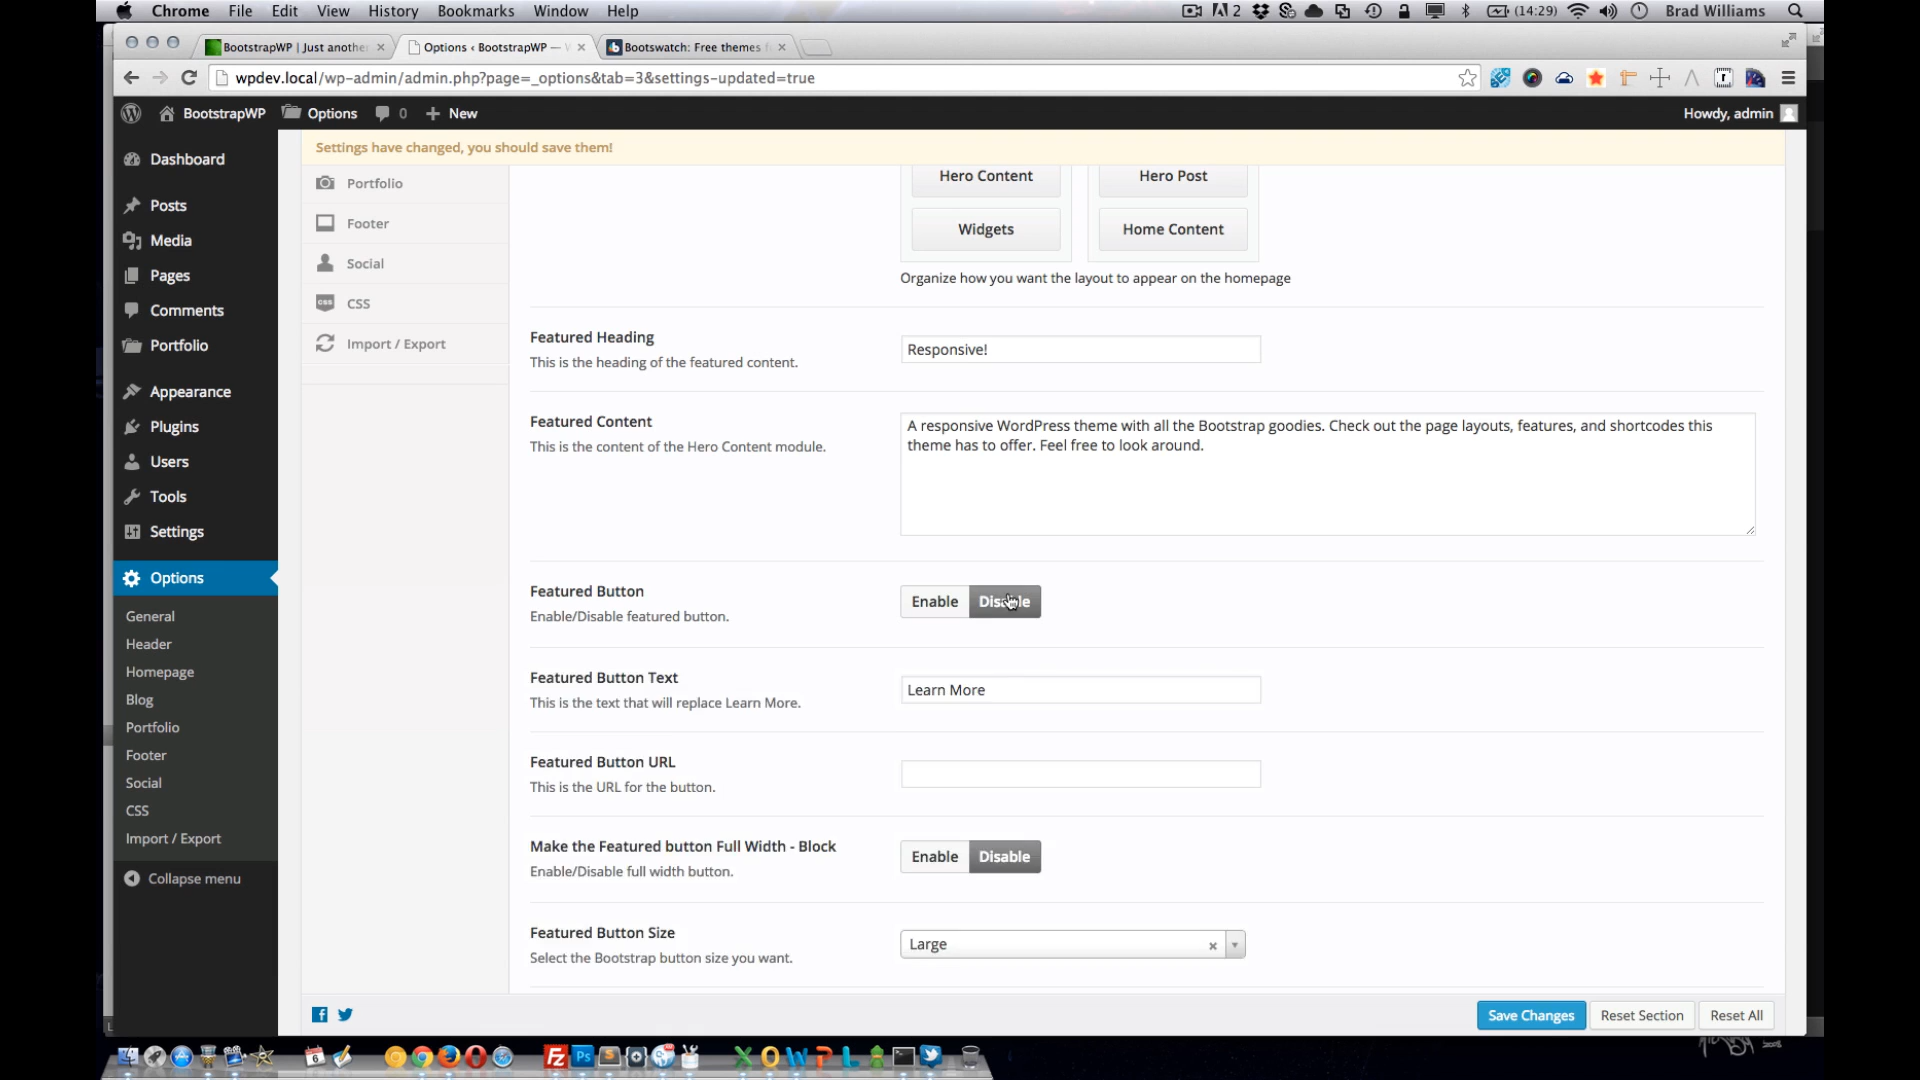 Chrome File Edit View History Bookmarks Window Help 2 (14:29) Brad Williams
BootstrapWP | Just anothe
Options ‹ BootstrapWP —
Bootswatch: Free themes
wpdev.local/wp-admin/admin.php?page=_options&tab=3&settings-updated=true
BootstrapWP Options 0 New Howdy, admin
Settings have changed, you should save them!
Dashboard
Posts
Media
Pages
Comments
Portfolio
Appearance
Plugins
Users
Tools
Settings
Options
General
Header
Homepage
Blog
Portfolio
Footer
Social
CSS
Import / Export
Collapse menu
Portfolio
Footer
Social
CSS
Import / Export
Hero Content Hero Post
Widgets Home Content
Organize how you want the layout to appear on the homepage
Featured Heading
This is the heading of the featured content.
Responsive!
Featured Content
This is the content of the Hero Content module.
A responsive WordPress theme with all the Bootstrap goodies. Check out the page layouts, features, and shortcodes this
theme has to offer. Feel free to look around.
Featured Button
Enable/Disable featured button.
Enable Disable
Featured Button Text
This is the text that will replace Learn More.
Learn More
Featured Button URL
This is the URL for the button.
Make the Featured button Full Width - Block
Enable/Disable full width button.
Enable Disable
Featured Button Size
Select the Bootstrap button size you want.
Large
Save Changes Reset Section Reset All